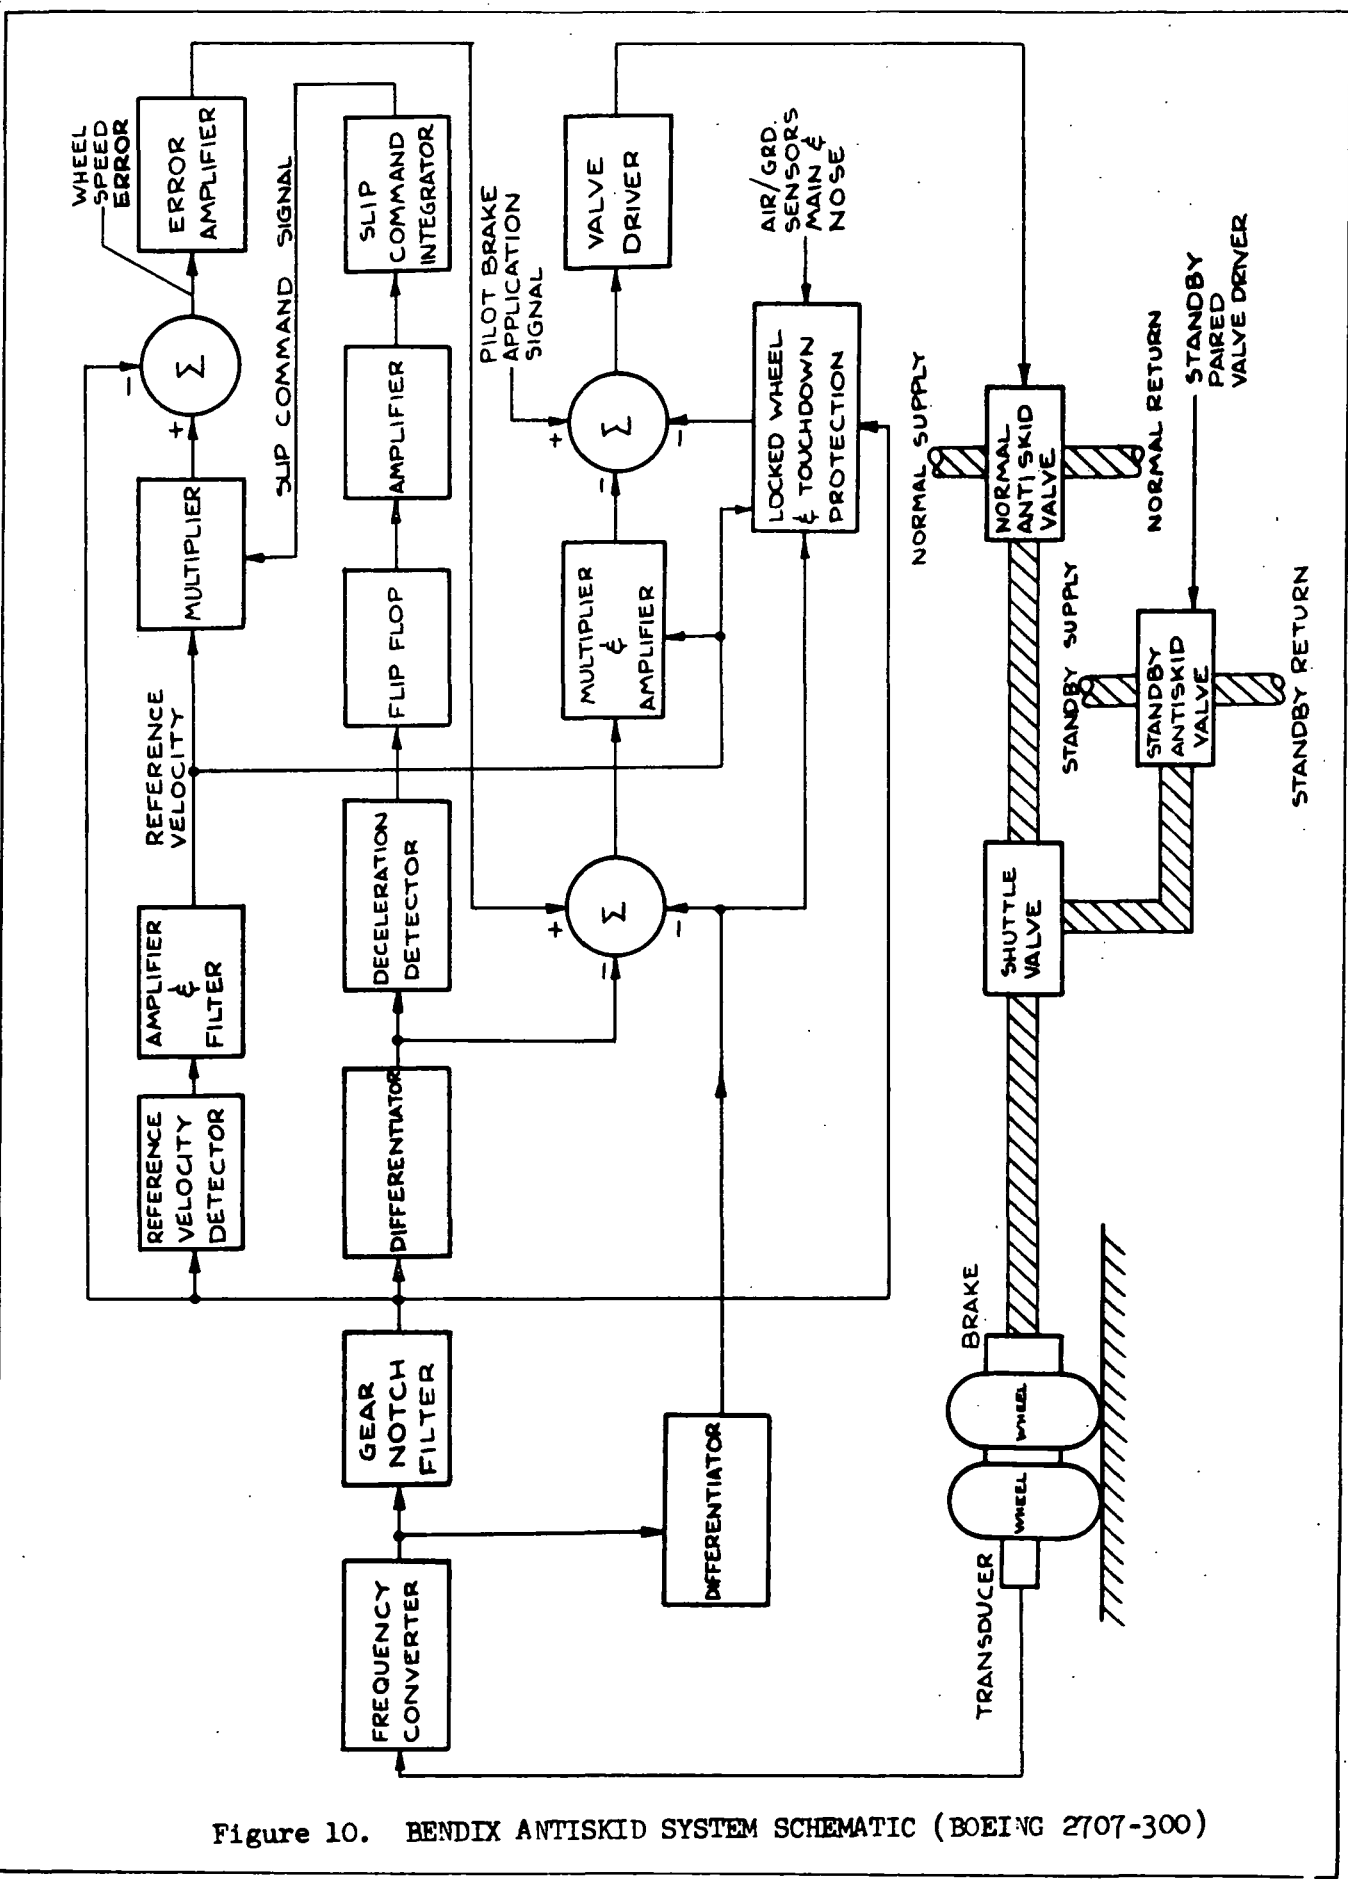 WHEEL
SPEED
ERROR
ERROR
AMPLIFIER
Σ
-
+
MULTIPLIER
REFERENCE
VELOCITY
AMPLIFIER
&
FILTER
REFERENCE
VELOCITY
DETECTOR
SLIP COMMAND SIGNAL
SLIP
COMMAND
INTEGRATOR
AMPLIFIER
FLIP FLOP
DECELERATION
DETECTOR
DIFFERENTIATOR
GEAR
NOTCH
FILTER
FREQUENCY
CONVERTER
PILOT BRAKE
APPLICATION
SIGNAL
VALVE
DRIVER
Σ
+
-
-
MULTIPLIER
&
AMPLIFIER
Σ
+
-
-
DIFFERENTIATOR
AIR/GRD.
SENSORS
MAIN &
NOSE
LOCKED WHEEL
& TOUCHDOWN
PROTECTION
NORMAL SUPPLY
NORMAL
ANTI SKID
VALVE
NORMAL RETURN
STANDBY
PAIRED
VALVE DRIVER
STANDBY SUPPLY
STANDBY
ANTISKID
VALVE
STANDBY RETURN
SHUTTLE
VALVE
BRAKE
WHEEL
WHEEL
TRANSDUCER
Figure 10. BENDIX ANTISKID SYSTEM SCHEMATIC (BOEING 2707-300)